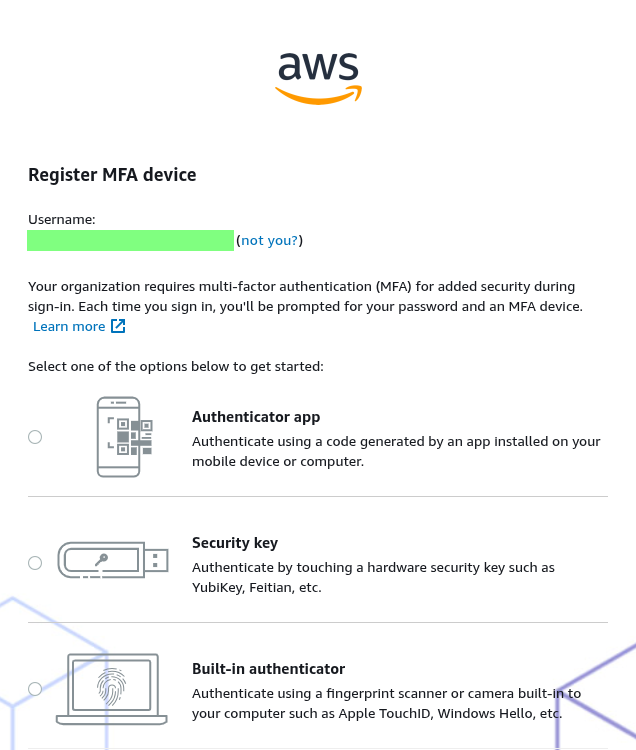 aws
Register MFA device
Username:
(not you?)
Your organization requires multi-factor authentication (MFA) for added security during
sign-in. Each time you sign in, you'll be prompted for your password and an MFA device.
Learn more
Select one of the options below to get started:
Authenticator app
Authenticate using a code generated by an app installed on your
mobile device or computer.
Security key
Authenticate by touching a hardware security key such as
YubiKey, Feitian, etc.
Built-in authenticator
Authenticate using a fingerprint scanner or camera built-in to
your computer such as Apple TouchID, Windows Hello, etc.